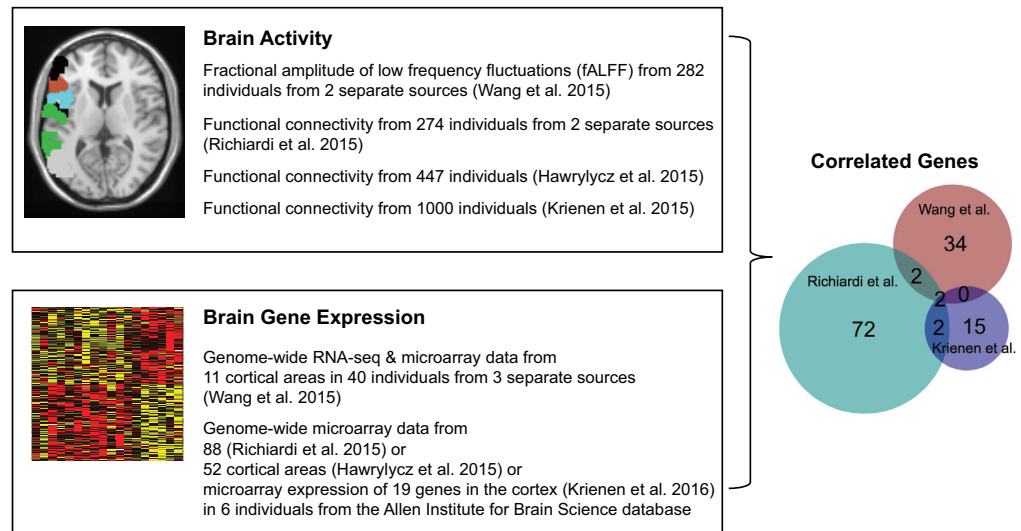 Brain Activity
Fractional amplitude of low frequency fluctuations (fALFF) from 282
individuals from 2 separate sources (Wang et al. 2015)
Functional connectivity from 274 individuals from 2 separate sources
(Richiardi et al. 2015)
Functional connectivity from 447 individuals (Hawrylycz et al. 2015)
Functional connectivity from 1000 individuals (Krienen et al. 2015)
Brain Gene Expression
Genome-wide RNA-seq & microarray data from
11 cortical areas in 40 individuals from 3 separate sources
(Wang et al. 2015)
Genome-wide microarray data from
88 (Richiardi et al. 2015) or
52 cortical areas (Hawrylycz et al. 2015) or
microarray expression of 19 genes in the cortex (Krienen et al. 2016)
in 6 individuals from the Allen Institute for Brain Science database
Correlated Genes
Wang et al.
34
Richiardi et al.
2
2
0
72
2
15
Krienen et al.